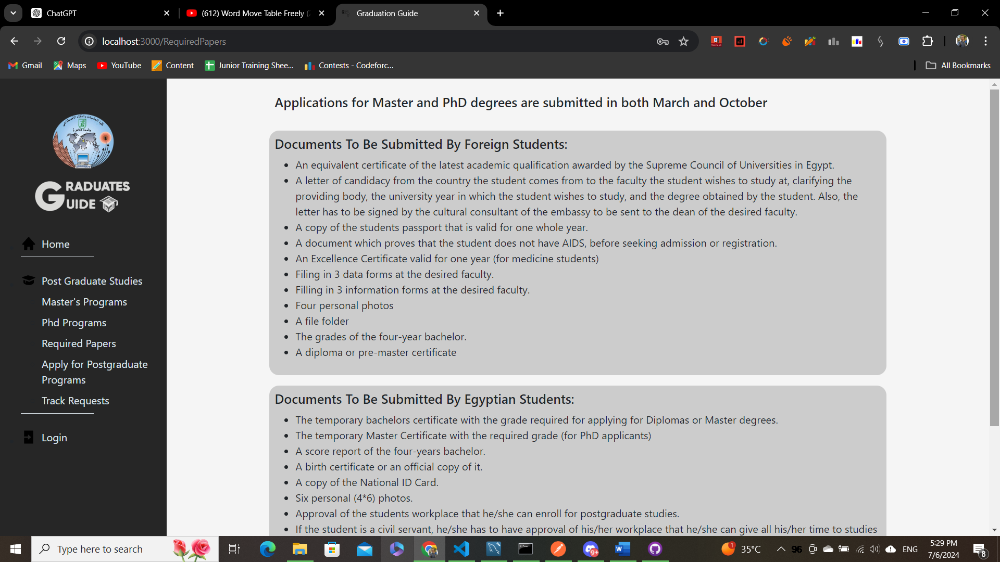 ChatGPT
(612) Word Move Table Freely (
Graduation Guide
localhost:3000/RequiredPapers
Gmail
Maps
YouTube
Content
Junior Training Shee...
Contests - Codeforc...
All Bookmarks
كلية الحاسبات والذكاء الاصطناعي
جامعة القاهرة
GRADUATES
GUIDE
Home
Post Graduate Studies
Master's Programs
Phd Programs
Required Papers
Apply for Postgraduate
Programs
Track Requests
Login
Applications for Master and PhD degrees are submitted in both March and October
Documents To Be Submitted By Foreign Students:
• An equivalent certificate of the latest academic qualification awarded by the Supreme Council of Universities in Egypt.
• A letter of candidacy from the country the student comes from to the faculty the student wishes to study at, clarifying the
providing body, the university year in which the student wishes to study, and the degree obtained by the student. Also, the
letter has to be signed by the cultural consultant of the embassy to be sent to the dean of the desired faculty.
• A copy of the students passport that is valid for one whole year.
• A document which proves that the student does not have AIDS, before seeking admission or registration.
• An Excellence Certificate valid for one year (for medicine students)
• Filing in 3 data forms at the desired faculty.
• Filling in 3 information forms at the desired faculty.
• Four personal photos
• A file folder
• The grades of the four-year bachelor.
• A diploma or pre-master certificate
Documents To Be Submitted By Egyptian Students:
• The temporary bachelors certificate with the grade required for applying for Diplomas or Master degrees.
• The temporary Master Certificate with the required grade (for PhD applicants)
• A score report of the four-years bachelor.
• A birth certificate or an official copy of it.
• A copy of the National ID Card.
• Six personal (4*6) photos.
• Approval of the students workplace that he/she can enroll for postgraduate studies.
• If the student is a civil servant, he/she has to have approval of his/her workplace that he/she can give all his/her time to studies
Type here to search
9+
1
35°C
96
ENG
5:29 PM
7/6/2024
8